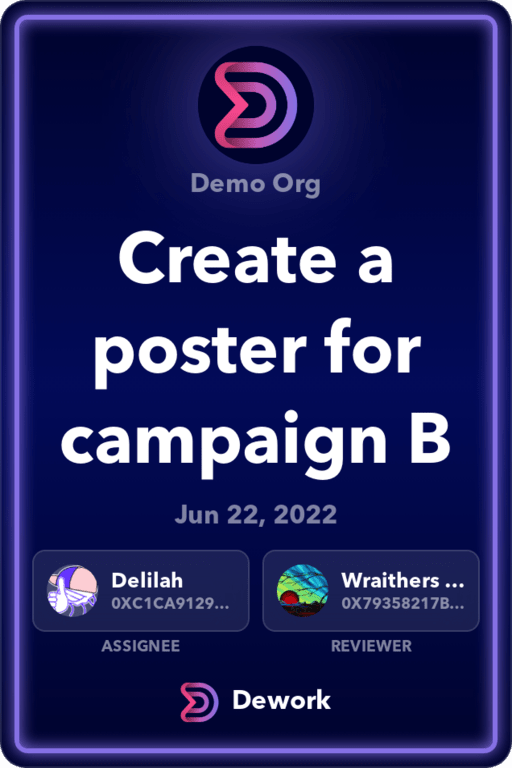 Demo Org
Create a
poster for
campaign B
Jun 22, 2022
Delilah
0XC1CA9129...
ASSIGNEE
Wraithers ...
0X79358217B...
REVIEWER
Dework